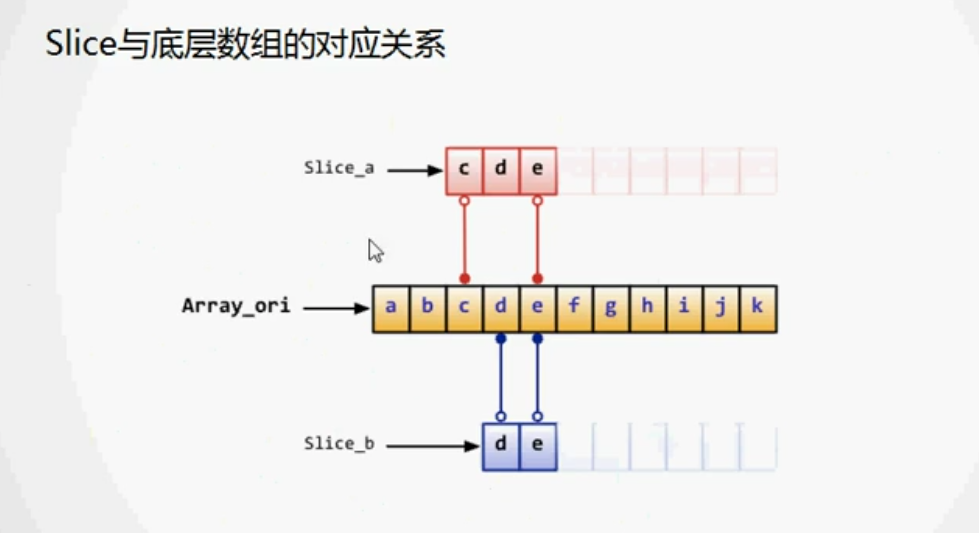 Slice与底层数组的对应关系
Slice_a c d e
Array_ori a b c d e f g h i j k
Slice_b d e